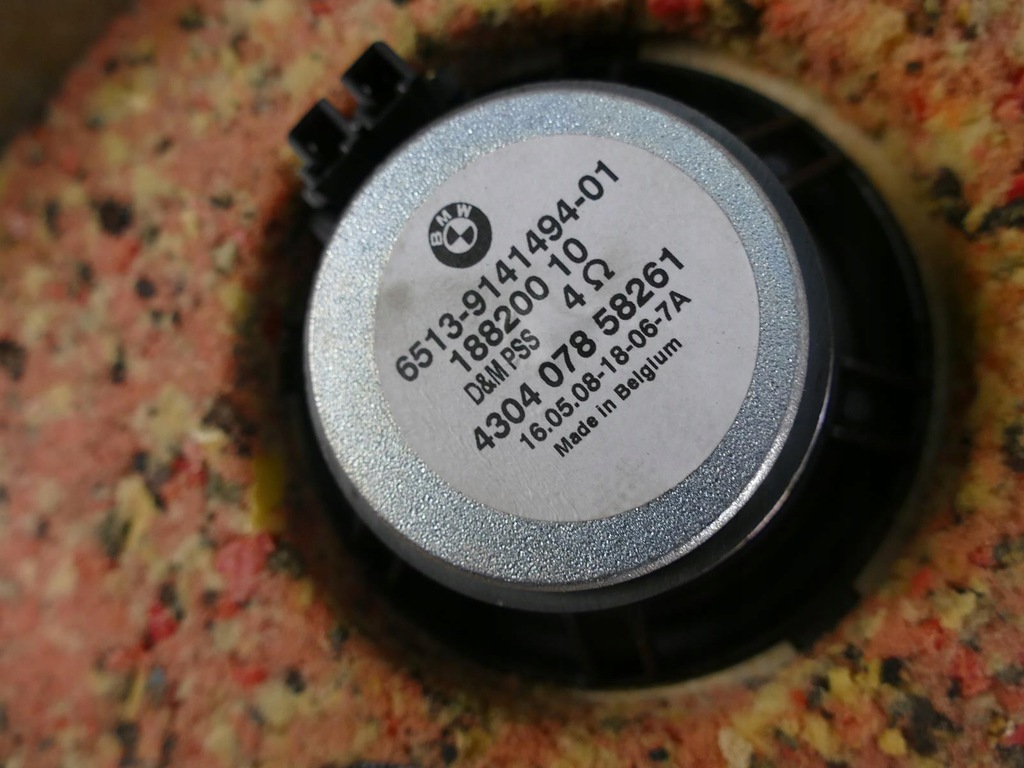 BMW
6513-9141494-01
188200 10
D&M PSS 4 Ω
4304 078 58261
16.05.08-18-06-7A
Made in Belgium